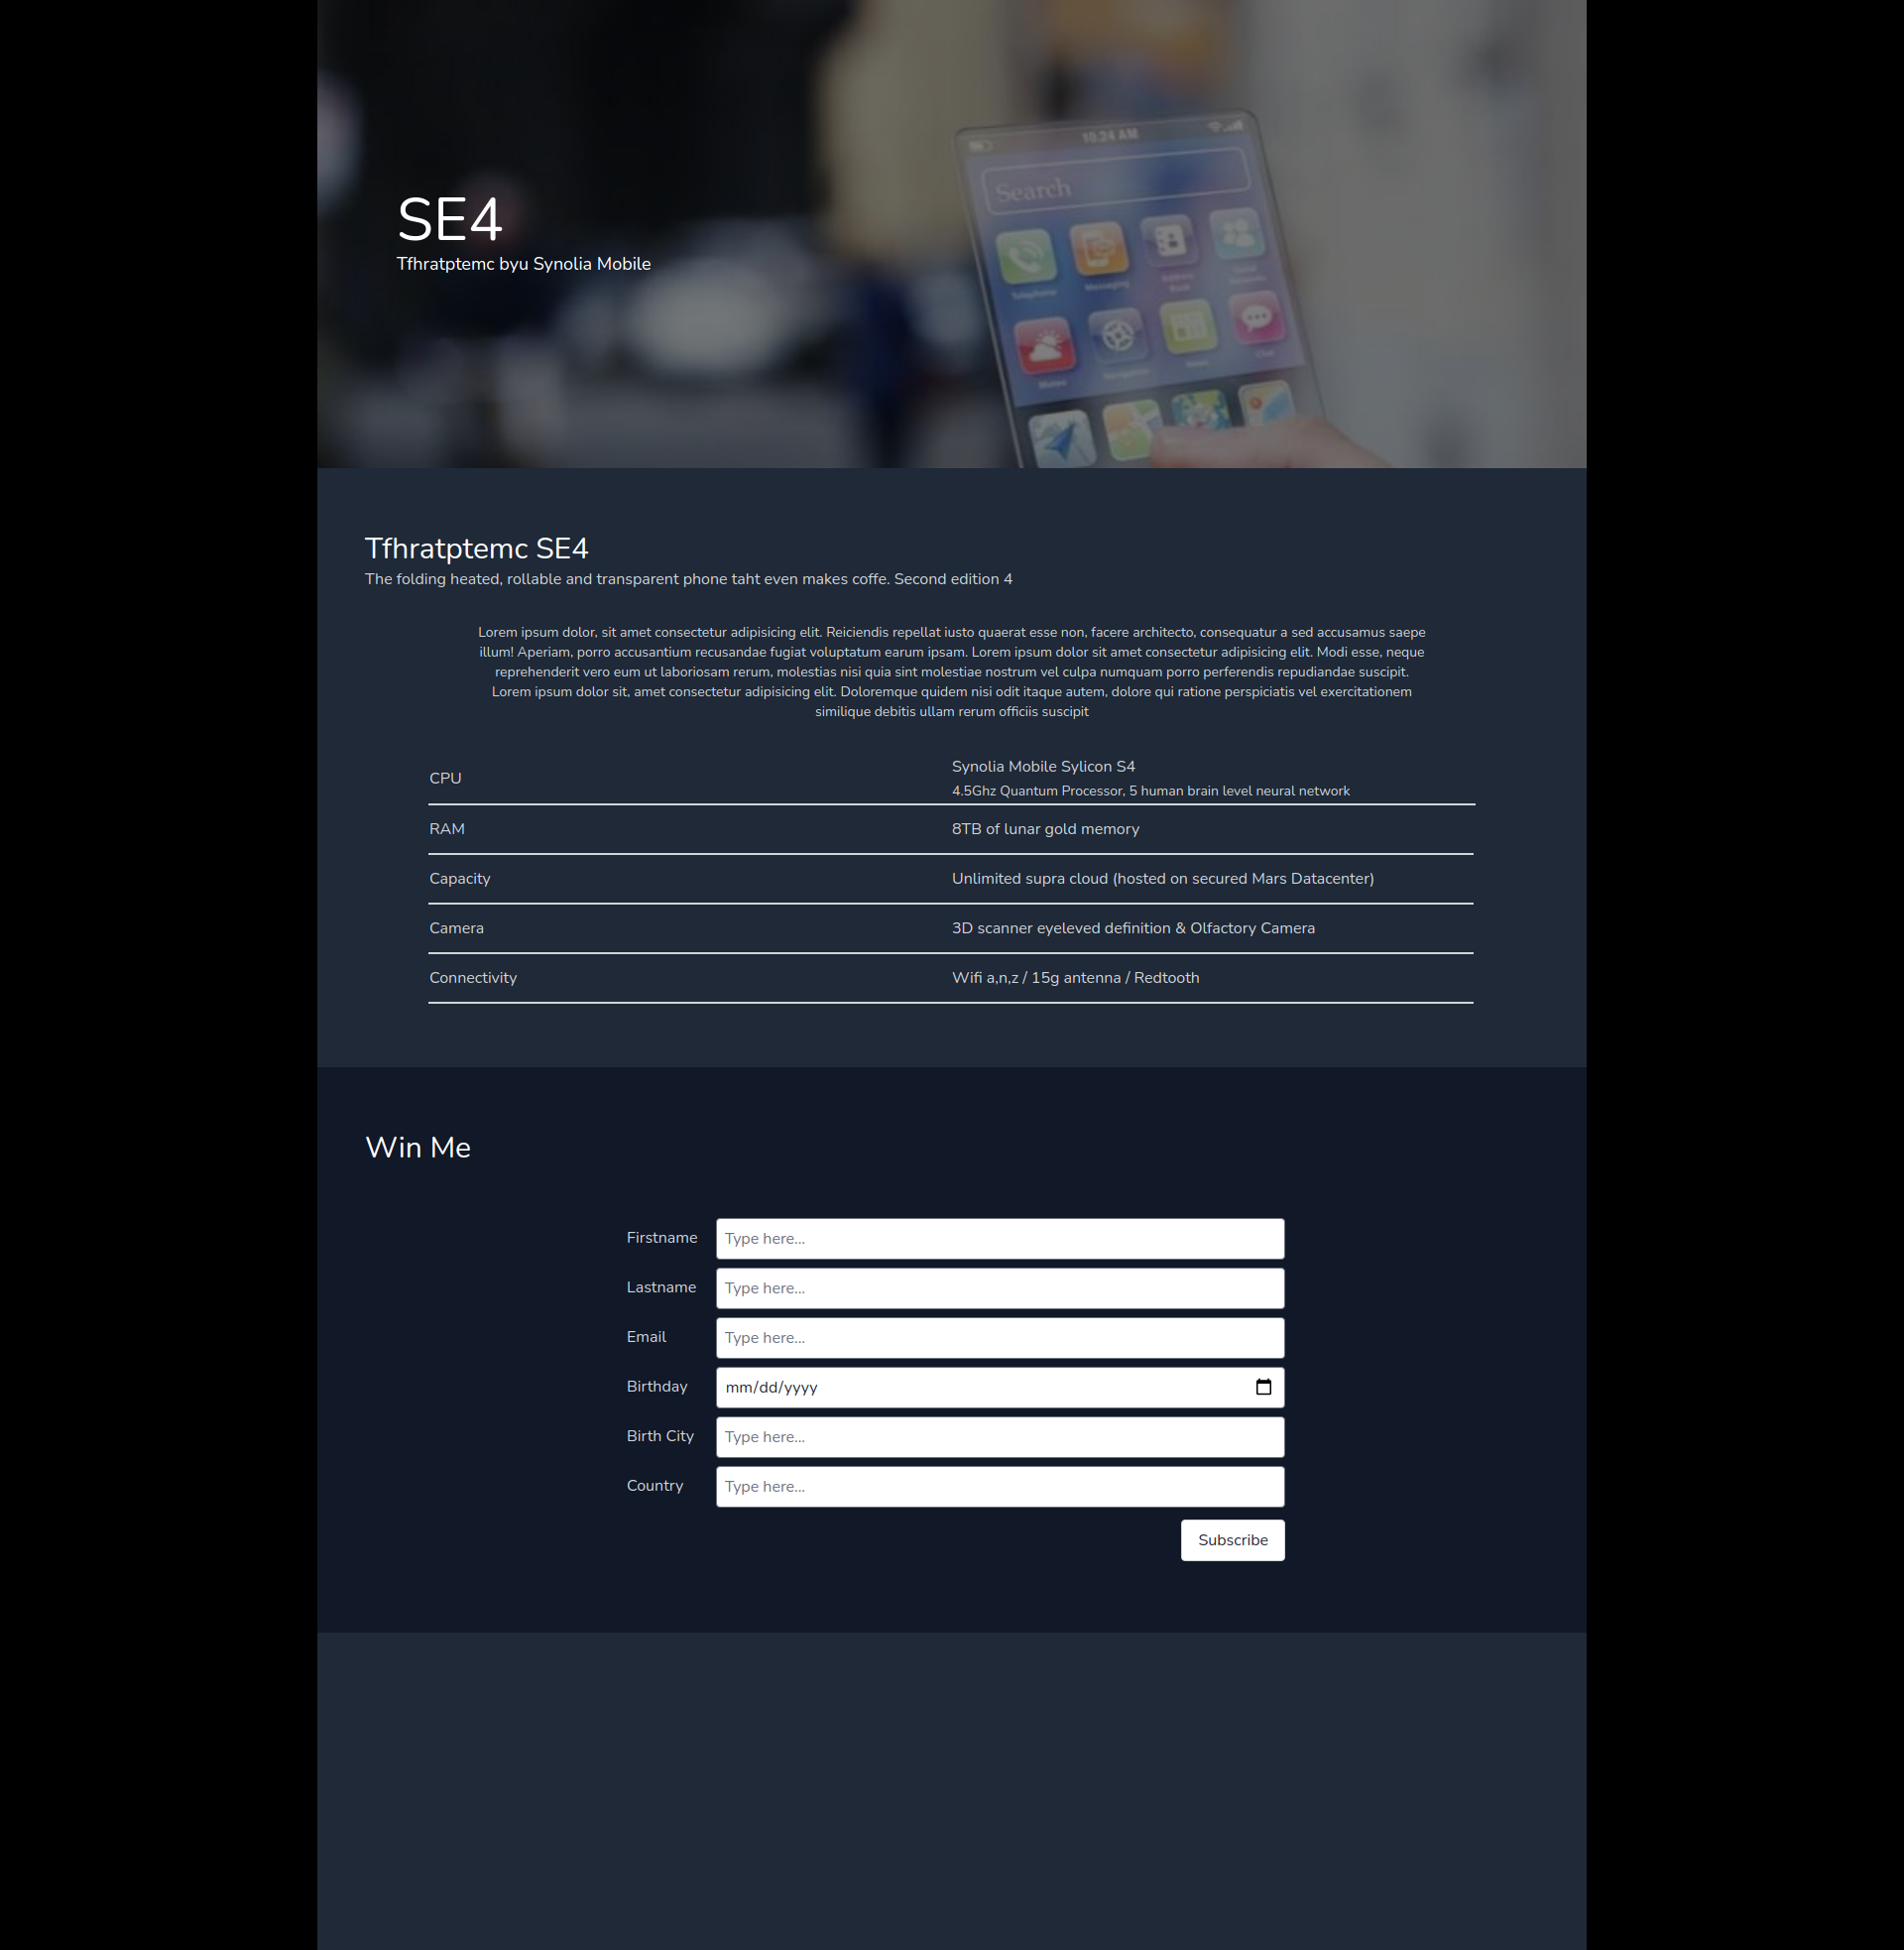 10:24 AM
Search
Telephone
Messaging
Address Book
Meteo
Navigation
News
Chat
SE4
Tfhratptemc byu Synolia Mobile
Tfhratptemc SE4
The folding heated, rollable and transparent phone taht even makes coffe. Second edition 4
Lorem ipsum dolor, sit amet consectetur adipisicing elit. Reiciendis repellat iusto quaerat esse non, facere architecto, consequatur a sed accusamus saepe
illum! Aperiam, porro accusantium recusandae fugiat voluptatum earum ipsam. Lorem ipsum dolor sit amet consectetur adipisicing elit. Modi esse, neque
reprehenderit vero eum ut laboriosam rerum, molestias nisi quia sint molestiae nostrum vel culpa numquam porro perferendis repudiandae suscipit.
Lorem ipsum dolor sit, amet consectetur adipisicing elit. Doloremque quidem nisi odit itaque autem, dolore qui ratione perspiciatis vel exercitationem
similique debitis ullam rerum officiis suscipit
CPU
Synolia Mobile Sylicon S4
4.5Ghz Quantum Processor, 5 human brain level neural network
RAM
8TB of lunar gold memory
Capacity
Unlimited supra cloud (hosted on secured Mars Datacenter)
Camera
3D scanner eyeleved definition & Olfactory Camera
Connectivity
Wifi a,n,z / 15g antenna / Redtooth
Win Me
Firstname
Type here...
Lastname
Type here...
Email
Type here...
Birthday
mm/dd/yyyy
Birth City
Type here...
Country
Type here...
Subscribe